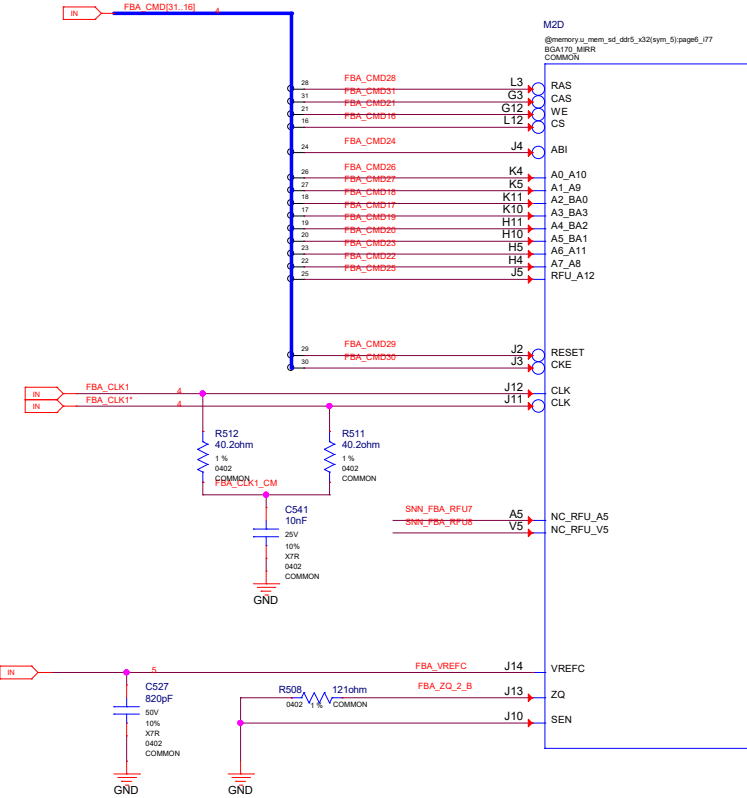 IN FBA_CMD[31..16] 4
M2D
@memory.u_mem_sd_ddr5_x32(sym_5):page6_i77
BGA170_MIRR
COMMON
28 FBA_CMD28 L3 RAS
31 FBA_CMD31 G3 CAS
21 FBA_CMD21 G12 WE
16 FBA_CMD16 L12 CS
24 FBA_CMD24 J4 ABI
26 FBA_CMD26 K4 A0_A10
27 FBA_CMD27 K5 A1_A9
18 FBA_CMD18 K11 A2_BA0
17 FBA_CMD17 K10 A3_BA3
19 FBA_CMD19 H11 A4_BA2
20 FBA_CMD20 H10 A5_BA1
23 FBA_CMD23 H5 A6_A11
22 FBA_CMD22 H4 A7_A8
25 FBA_CMD25 J5 RFU_A12
29 FBA_CMD29 J2 RESET
30 FBA_CMD30 J3 CKE
IN FBA_CLK1 4 J12 CLK
IN FBA_CLK1* 4 J11 CLK
R512
40.2ohm
1 %
0402
COMMON
R511
40.2ohm
1 %
0402
COMMON
FBA_CLK1_CM
C541
10nF
25V
10%
X7R
0402
COMMON
GND
SNN_FBA_RFU7 A5 NC_RFU_A5
SNN_FBA_RFU8 V5 NC_RFU_V5
IN 5 FBA_VREFC J14 VREFC
C527
820pF
50V
10%
X7R
0402
COMMON
GND
R508 121ohm FBA_ZQ_2_B J13 ZQ
0402 1 % COMMON
J10 SEN
GND